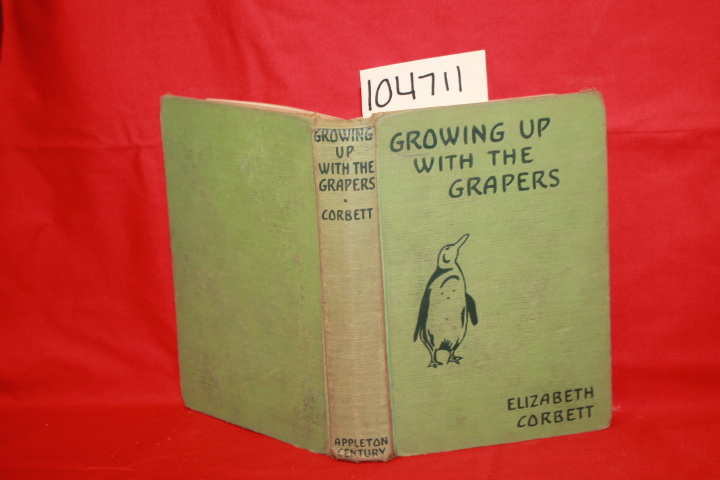 104711
GROWING
UP
WITH THE
GRAPERS
•
CORBETT
APPLETON
CENTURY
GROWING UP
WITH THE
GRAPERS
ELIZABETH
CORBETT